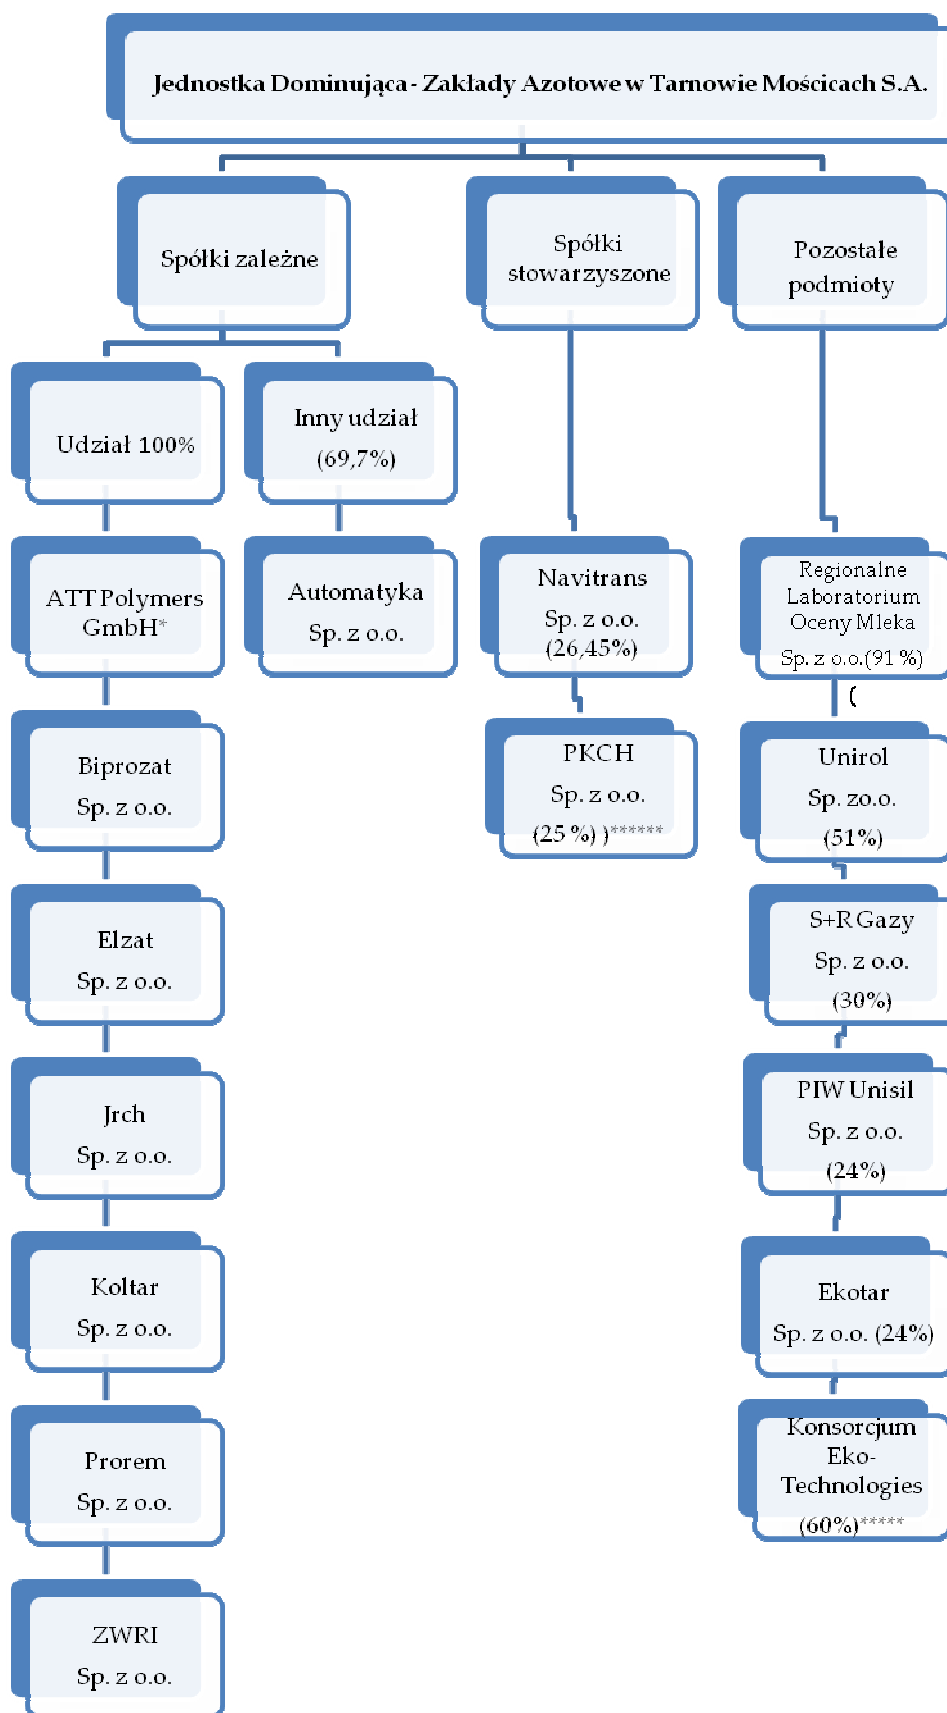 Jednostka Dominująca - Zakłady Azotowe w Tarnowie Mościcach S.A.
Spółki zależne
Spółki
stowarzyszone
Pozostałe
podmioty
Udział 100%
Inny udział
(69,7%)
ATT Polymers
GmbH*
Automatyka
Sp. z o.o.
Navitrans
Sp. z o.o.
(26,45%)
Regionalne
Laboratorium
Oceny Mleka
Sp. z o.o.(91%)
(
Biprozat
Sp. z o.o.
PKCH
Sp. z o.o.
(25%) )******
Unirol
Sp. zo.o.
(51%)
Elzat
Sp. z o.o.
S+R Gazy
Sp. z o.o.
(30%)
Jrch
Sp. z o.o.
PIW Unisil
Sp. z o.o.
(24%)
Koltar
Sp. z o.o.
Ekotar
Sp. z o.o. (24%)
Prorem
Sp. z o.o.
Konsorcjum
Eko-
Technologies
(60%)*****
ZWRI
Sp. z o.o.